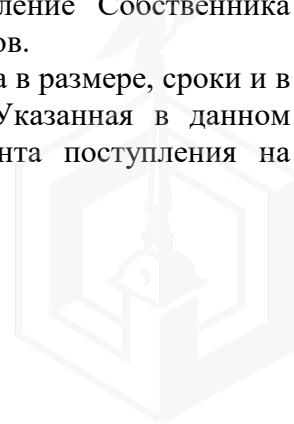 ление Собственника
ов.
а в размере, сроки и в
Указанная в данном
нта поступления на